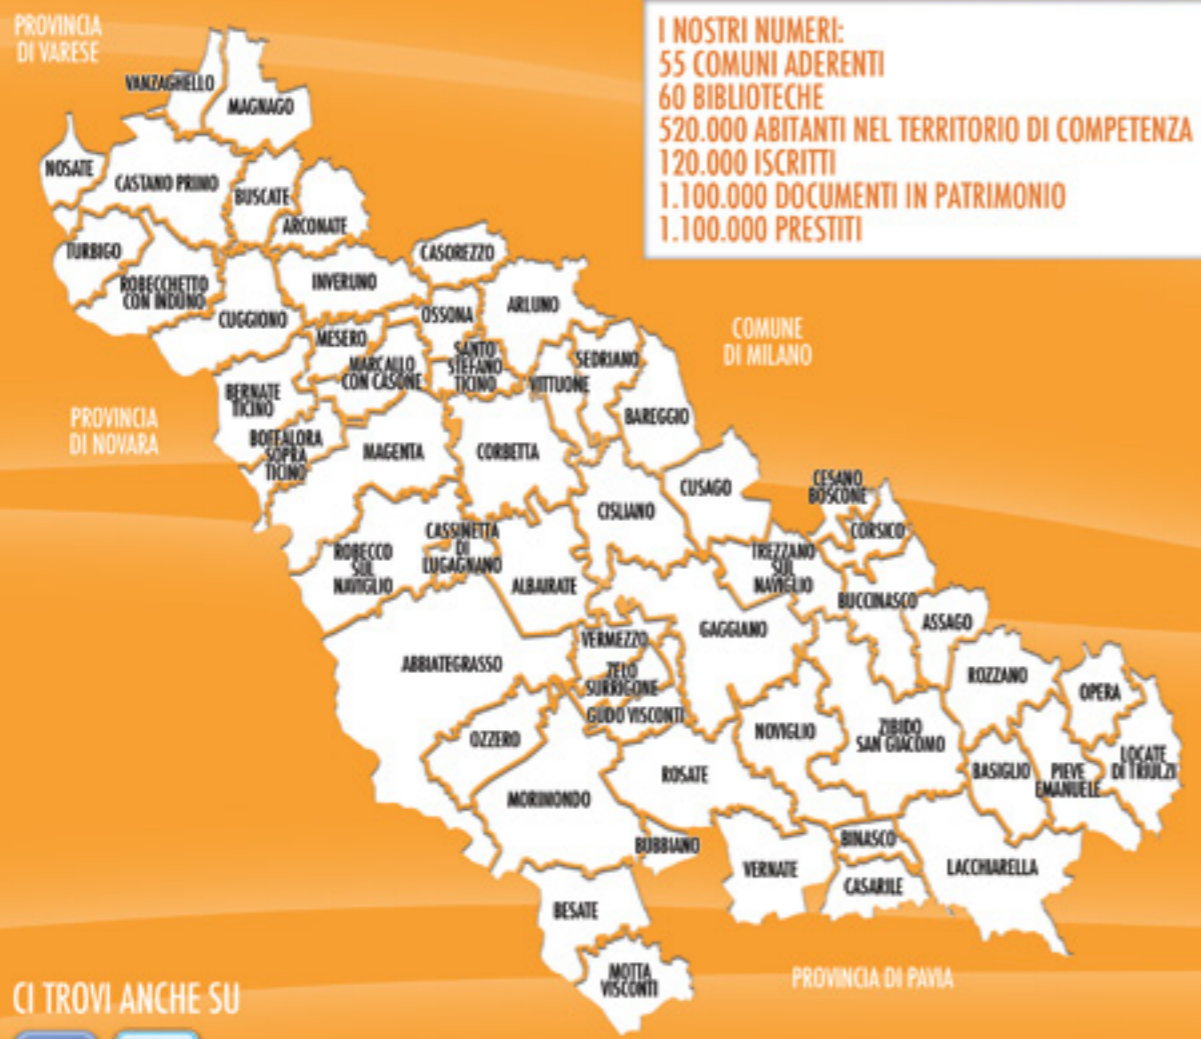 PROVINCIA
DI VARESE
I NOSTRI NUMERI:
55 COMUNI ADERENTI
60 BIBLIOTECHE
520.000 ABITANTI NEL TERRITORIO DI COMPETENZA
120.000 ISCRITTI
1.100.000 DOCUMENTI IN PATRIMONIO
1.100.000 PRESTITI
VANZAGHELLO
MAGNAGO
NOSATE
CASTANO PRIMO
BUSCATE
ARCONATE
TURBIGO
CASOREZZO
ROBECCHETTO
CON INDUNO
INVERUNO
CUGGIONO
OSSONA
ARLUNO
COMUNE
DI MILANO
MESERO
MARCALLO
CON CASONE
SANTO
STEFANO
TICINO
VITTUONE
SEDRIANO
BERNATE
TICINO
BAREGGIO
PROVINCIA
DI NOVARA
BOFFALORA
SOPRA
TICINO
MAGENTA
CORBETTA
CUSAGO
CESANO
BOSCONE
CISLIANO
CORSICO
ROBECCO
SUL
NAVIGLIO
CASSINETTA
DI
LUGAGNANO
ALBAIRATE
TREZZANO
SUL
NAVIGLIO
BUCCINASCO
ASSAGO
GAGGIANO
VERMEZZO
ABBIATEGRASSO
ZELO
SURRIGONE
ROZZANO
OPERA
GUDO VISCONTI
OZZERO
NOVIGLIO
ZIBIDO
SAN GIACOMO
LOCATE
DI TRIULZI
BASIGLIO
PIEVE
EMANUELE
ROSATE
MORIMONDO
BUBBIANO
BINASCO
VERNATE
LACCHIARELLA
CASARILE
BESATE
MOTTA
VISCONTI
PROVINCIA DI PAVIA
CI TROVI ANCHE SU